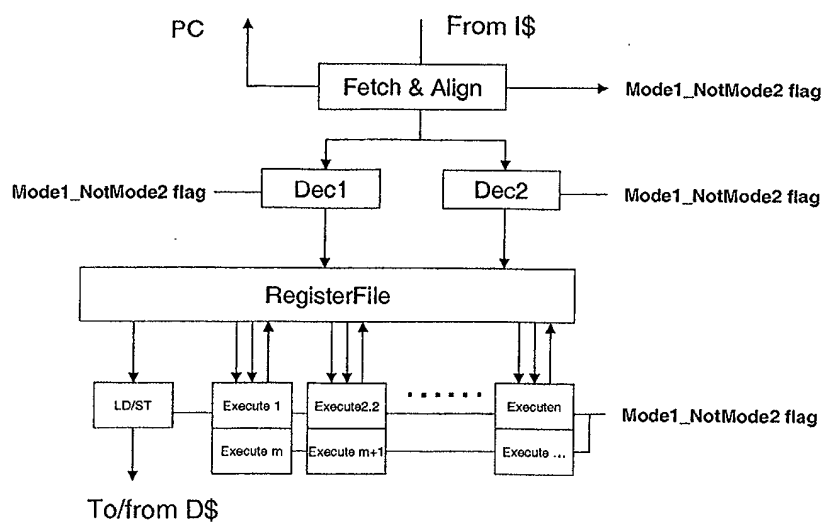 PC
From I$
Fetch & Align
Mode1_NotMode2 flag
Mode1_NotMode2 flag
Dec1
Dec2
Mode1_NotMode2 flag
RegisterFile
LD/ST
Execute 1
Execute2.2
Executen
Mode1_NotMode2 flag
Execute m
Execute m+1
Execute ...
To/from D$